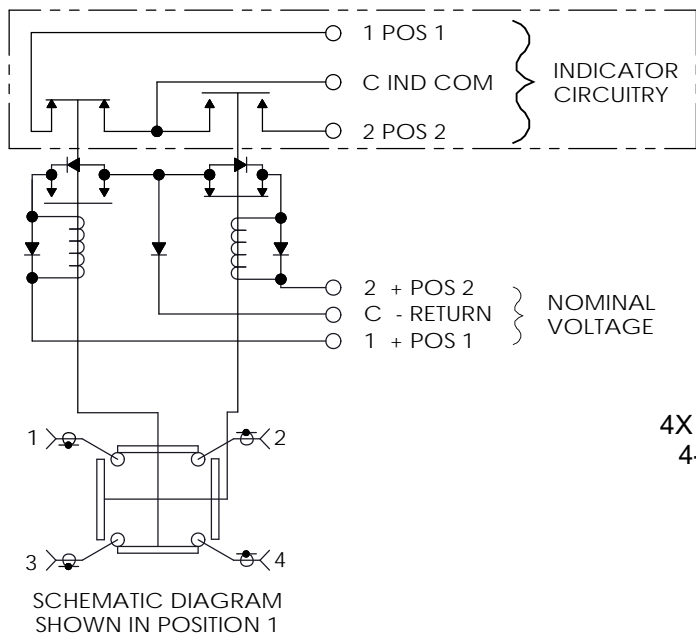 1 POS 1
C IND COM
2 POS 2
INDICATOR
CIRCUITRY
2 + POS 2
C - RETURN
1 + POS 1
NOMINAL
VOLTAGE
4X
4-
1
2
3
4
SCHEMATIC DIAGRAM
SHOWN IN POSITION 1